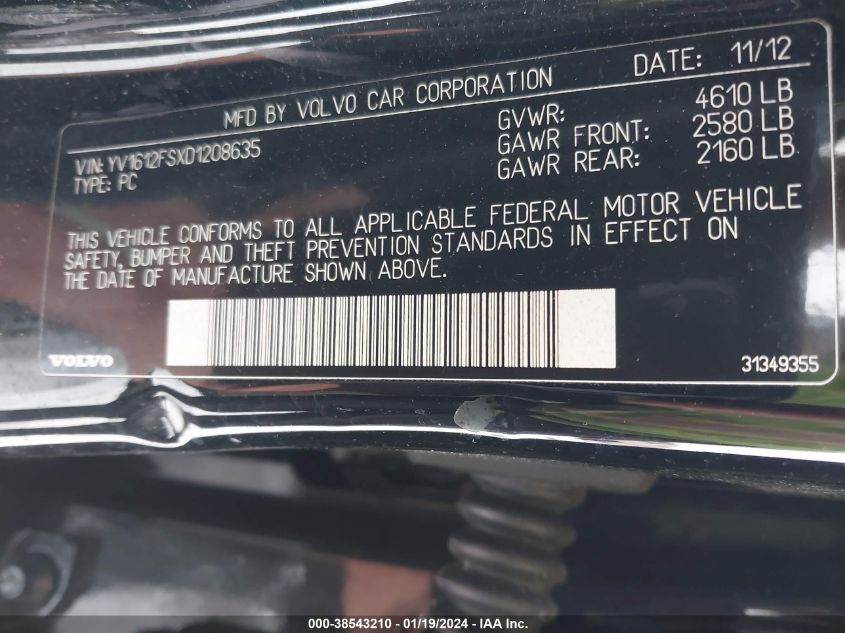 MFD BY VOLVO CAR CORPORATION
DATE: 11/12
VIN: YV1612FSXD1208635
TYPE: PC
GVWR: 4610 LB
GAWR FRONT: 2580 LB
GAWR REAR: 2160 LB
THIS VEHICLE CONFORMS TO ALL APPLICABLE FEDERAL MOTOR VEHICLE
SAFETY, BUMPER AND THEFT PREVENTION STANDARDS IN EFFECT ON
THE DATE OF MANUFACTURE SHOWN ABOVE.
VOLVO
31349355
000-38543210 - 01/19/2024 - IAA Inc.